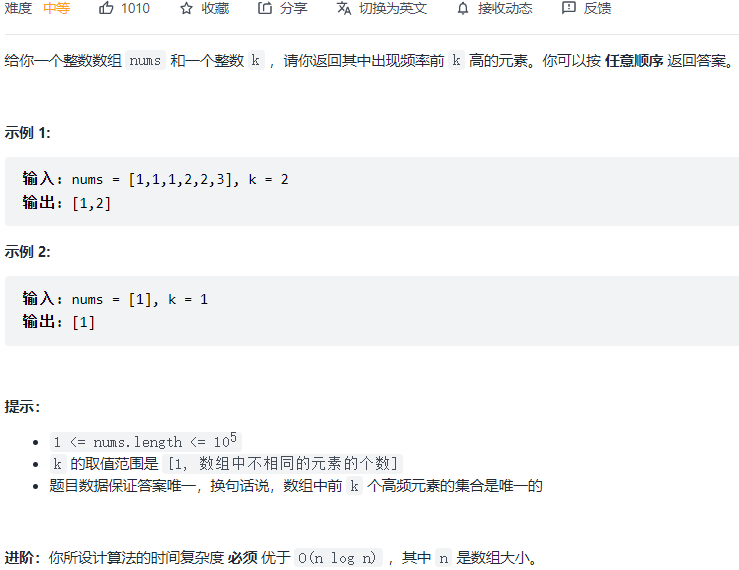 难度 中等 1010 收藏 分享 切换为英文 接收动态 反馈
给你一个整数数组 nums 和一个整数 k ，请你返回其中出现频率前 k 高的元素。你可以按 任意顺序 返回答案。
示例 1:
输入: nums = [1,1,1,2,2,3], k = 2
输出: [1,2]
示例 2:
输入: nums = [1], k = 1
输出: [1]
提示：
• 1 <= nums.length <= 10⁵
• k 的取值范围是 [1, 数组中不相同的元素的个数]
• 题目数据保证答案唯一，换句话说，数组中前 k 个高频元素的集合是唯一的
进阶：你所设计算法的时间复杂度 必须 优于 O(n log n) ，其中 n 是数组大小。